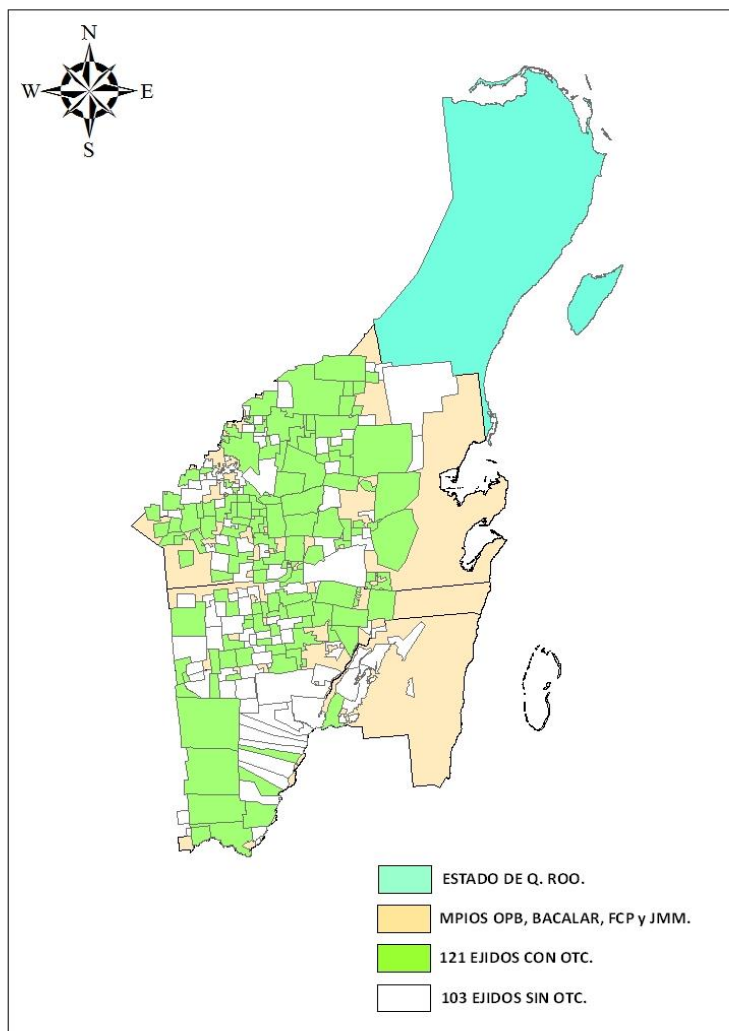 N
W E
S
ESTADO DE Q. ROO.
MPIOS OPB, BACALAR, FCP y JMM.
121 EJIDOS CON OTC.
103 EJIDOS SIN OTC.